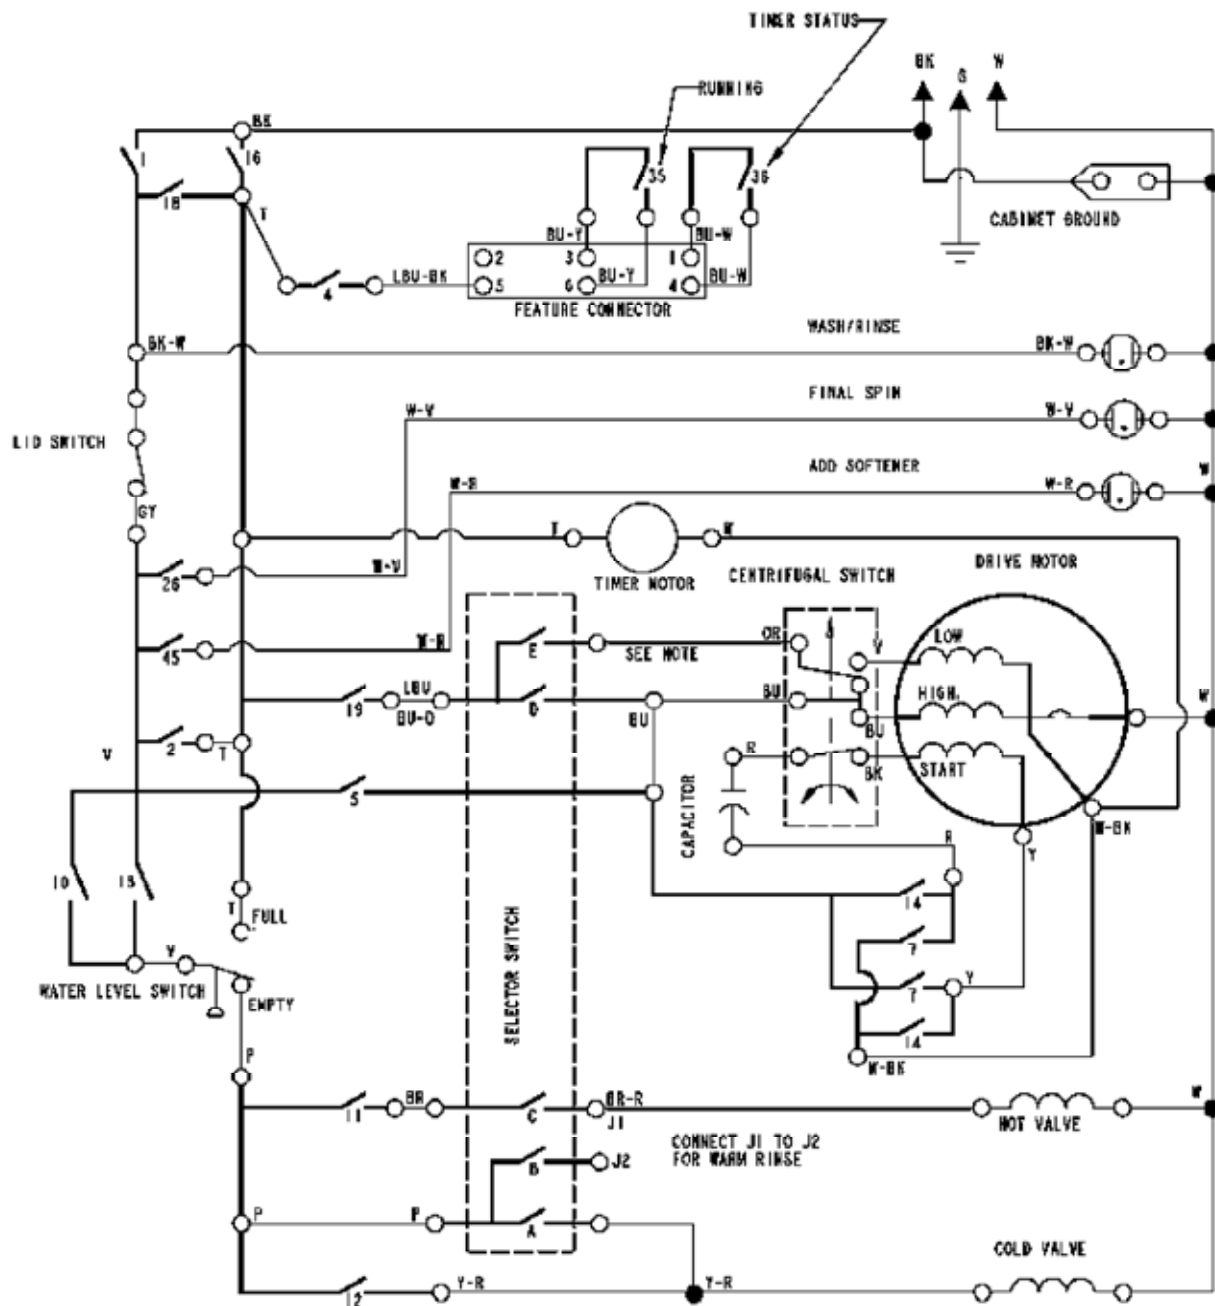 TIMER STATUS
BK
G
W
RUNNING
BK
1
16
35
36
18
T
CABINET GROUND
BU-Y
BU-W
2
3
1
LBU-BK
BU-Y
BU-W
4
5
6
4
FEATURE CONNECTOR
WASH/RINSE
BK-W
BK-W
FINAL SPIN
W-V
W-V
LID SWITCH
ADD SOFTENER
W-R
W-R
W
GY
T
W
DRIVE MOTOR
TIMER MOTOR
CENTRIFUGAL SWITCH
26
W-V
OR
LOW
45
W-R
E
SEE NOTE
V
LBU
BU
HIGH
W
19
BU-O
D
BU
BU
V
2
T
R
BK
START
5
CAPACITOR
W-BK
R
Y
10
15
T
FULL
14
7
V
WATER LEVEL SWITCH
EMPTY
SELECTOR SWITCH
7
Y
14
P
W-BK
11
BR
C
BR-R
J1
W
HOT VALVE
CONNECT J1 TO J2
FOR WARM RINSE
B
J2
P
P
A
COLD VALVE
12
Y-R
Y-R